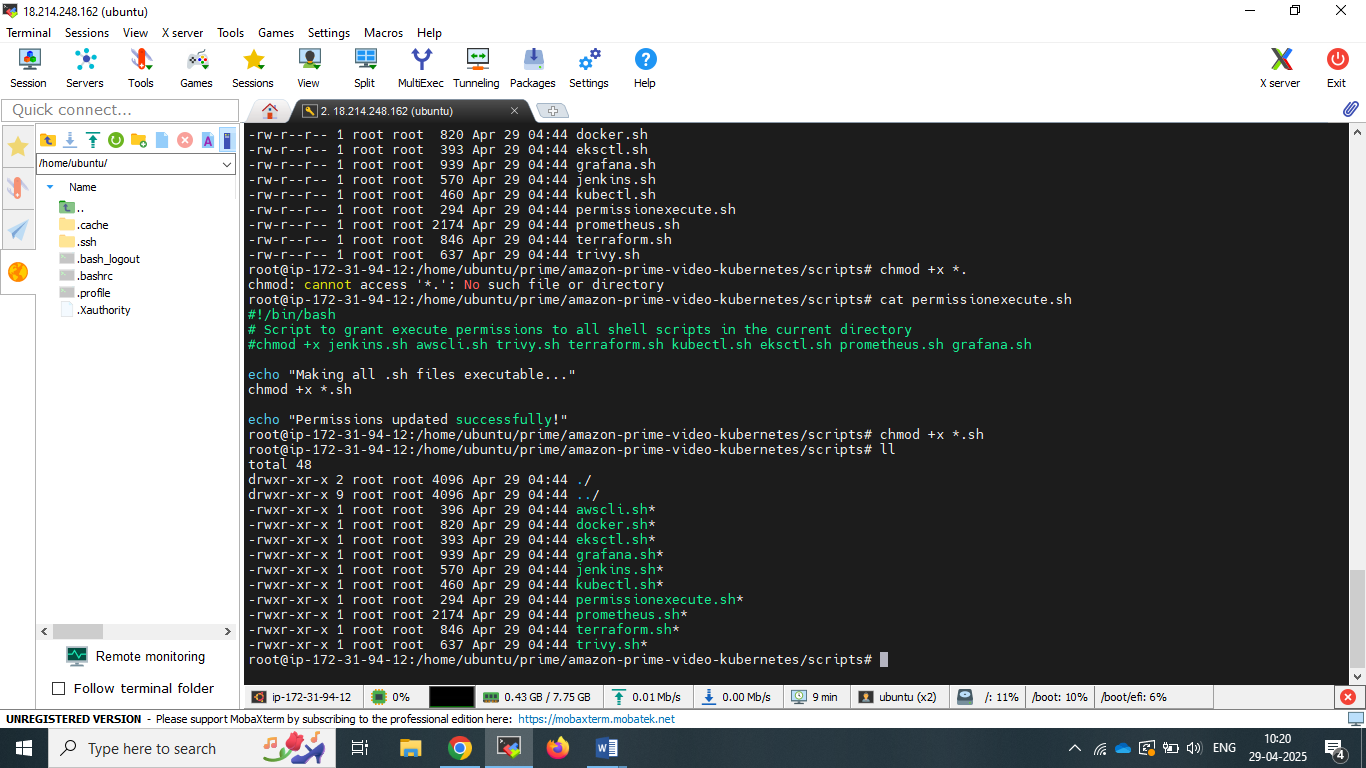 18.214.248.162 (ubuntu)
Terminal Sessions View X server Tools Games Settings Macros Help
Session Servers Tools Games Sessions View Split MultiExec Tunneling Packages Settings Help X server Exit
Quick connect...
2. 18.214.248.162 (ubuntu)
/home/ubuntu/
Name
..
.cache
.ssh
.bash_logout
.bashrc
.profile
.Xauthority
Remote monitoring
Follow terminal folder
-rw-r--r-- 1 root root  820 Apr 29 04:44 docker.sh
-rw-r--r-- 1 root root  393 Apr 29 04:44 eksctl.sh
-rw-r--r-- 1 root root  939 Apr 29 04:44 grafana.sh
-rw-r--r-- 1 root root  570 Apr 29 04:44 jenkins.sh
-rw-r--r-- 1 root root  460 Apr 29 04:44 kubectl.sh
-rw-r--r-- 1 root root  294 Apr 29 04:44 permissionexecute.sh
-rw-r--r-- 1 root root 2174 Apr 29 04:44 prometheus.sh
-rw-r--r-- 1 root root  846 Apr 29 04:44 terraform.sh
-rw-r--r-- 1 root root  637 Apr 29 04:44 trivy.sh
root@ip-172-31-94-12:/home/ubuntu/prime/amazon-prime-video-kubernetes/scripts# chmod +x *.
chmod: cannot access '*.': No such file or directory
root@ip-172-31-94-12:/home/ubuntu/prime/amazon-prime-video-kubernetes/scripts# cat permissionexecute.sh
#!/bin/bash
# Script to grant execute permissions to all shell scripts in the current directory
#chmod +x jenkins.sh awscli.sh trivy.sh terraform.sh kubectl.sh eksctl.sh prometheus.sh grafana.sh
echo "Making all .sh files executable..."
chmod +x *.sh
echo "Permissions updated successfully!"
root@ip-172-31-94-12:/home/ubuntu/prime/amazon-prime-video-kubernetes/scripts# chmod +x *.sh
root@ip-172-31-94-12:/home/ubuntu/prime/amazon-prime-video-kubernetes/scripts# ll
total 48
drwxr-xr-x 2 root root 4096 Apr 29 04:44 ./
drwxr-xr-x 9 root root 4096 Apr 29 04:44 ../
-rwxr-xr-x 1 root root  396 Apr 29 04:44 awscli.sh*
-rwxr-xr-x 1 root root  820 Apr 29 04:44 docker.sh*
-rwxr-xr-x 1 root root  393 Apr 29 04:44 eksctl.sh*
-rwxr-xr-x 1 root root  939 Apr 29 04:44 grafana.sh*
-rwxr-xr-x 1 root root  570 Apr 29 04:44 jenkins.sh*
-rwxr-xr-x 1 root root  460 Apr 29 04:44 kubectl.sh*
-rwxr-xr-x 1 root root  294 Apr 29 04:44 permissionexecute.sh*
-rwxr-xr-x 1 root root 2174 Apr 29 04:44 prometheus.sh*
-rwxr-xr-x 1 root root  846 Apr 29 04:44 terraform.sh*
-rwxr-xr-x 1 root root  637 Apr 29 04:44 trivy.sh*
root@ip-172-31-94-12:/home/ubuntu/prime/amazon-prime-video-kubernetes/scripts#
ip-172-31-94-12 0% 0.43 GB / 7.75 GB 0.01 Mb/s 0.00 Mb/s 9 min ubuntu (x2) /: 11% /boot: 10% /boot/efi: 6%
UNREGISTERED VERSION - Please support MobaXterm by subscribing to the professional edition here: https://mobaxterm.mobatek.net
Type here to search
ENG
10:20
29-04-2025
4